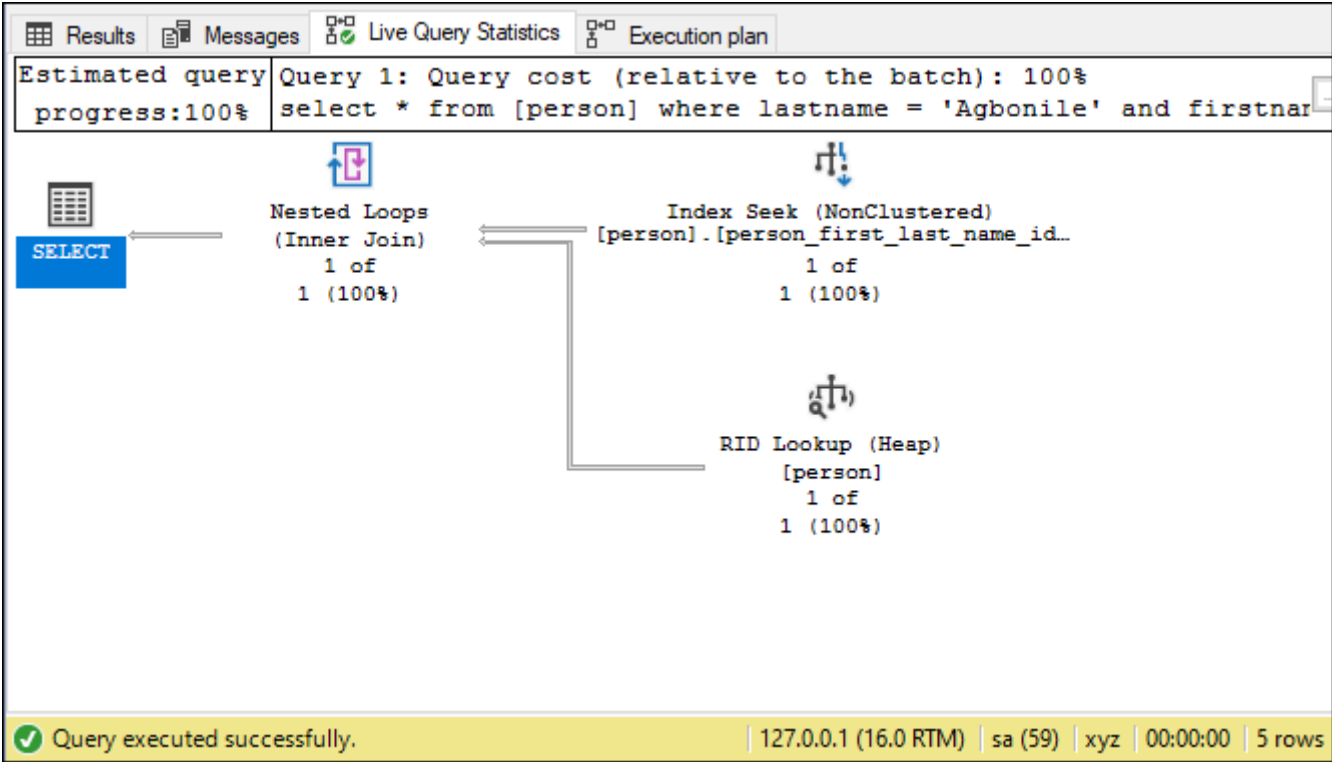 Results Messages Live Query Statistics Execution plan
Estimated query
progress:100%
Query 1: Query cost (relative to the batch): 100%
select * from [person] where lastname = 'Agbonile' and firstnar
...
SELECT
Nested Loops
(Inner Join)
1 of
1 (100%)
Index Seek (NonClustered)
[person].[person_first_last_name_id…
1 of
1 (100%)
RID Lookup (Heap)
[person]
1 of
1 (100%)
Query executed successfully. 127.0.0.1 (16.0 RTM) sa (59) xyz 00:00:00 5 rows